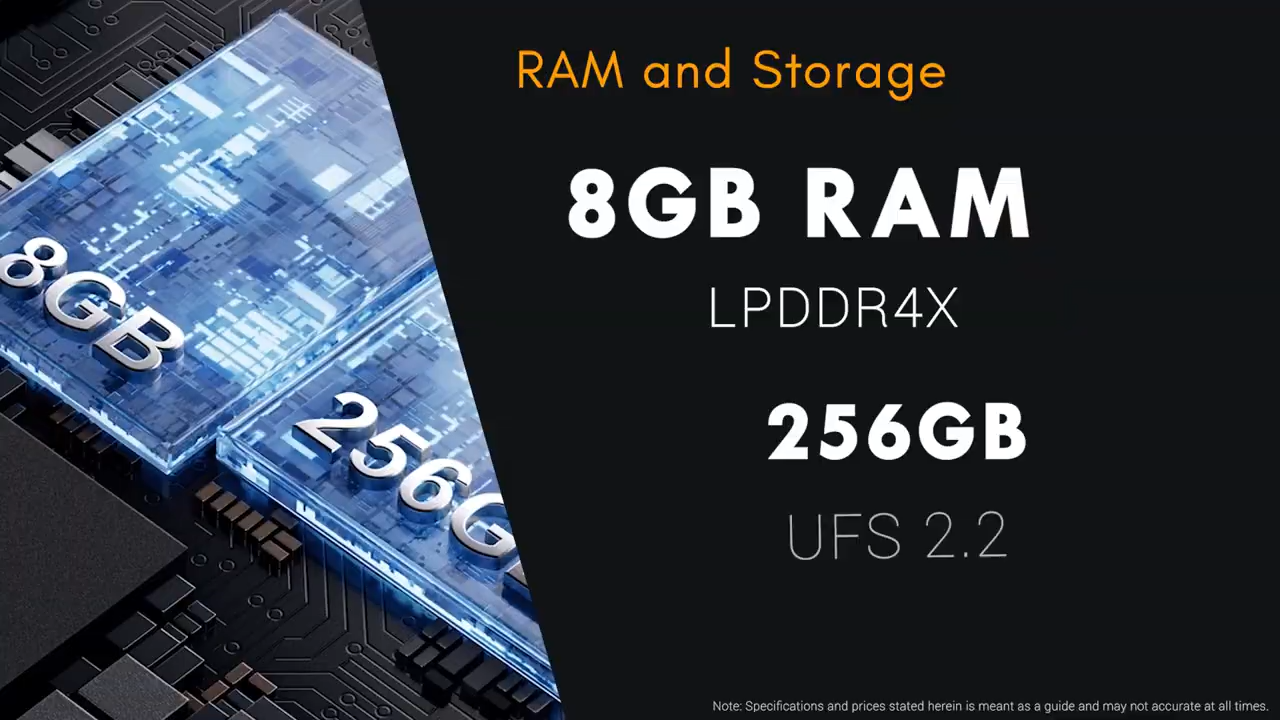 RAM and Storage
8GB RAM
LPDDR4X
256GB
UFS 2.2
8GB
256G
Note: Specifications and prices stated herein is meant as a guide and may not accurate at all times.